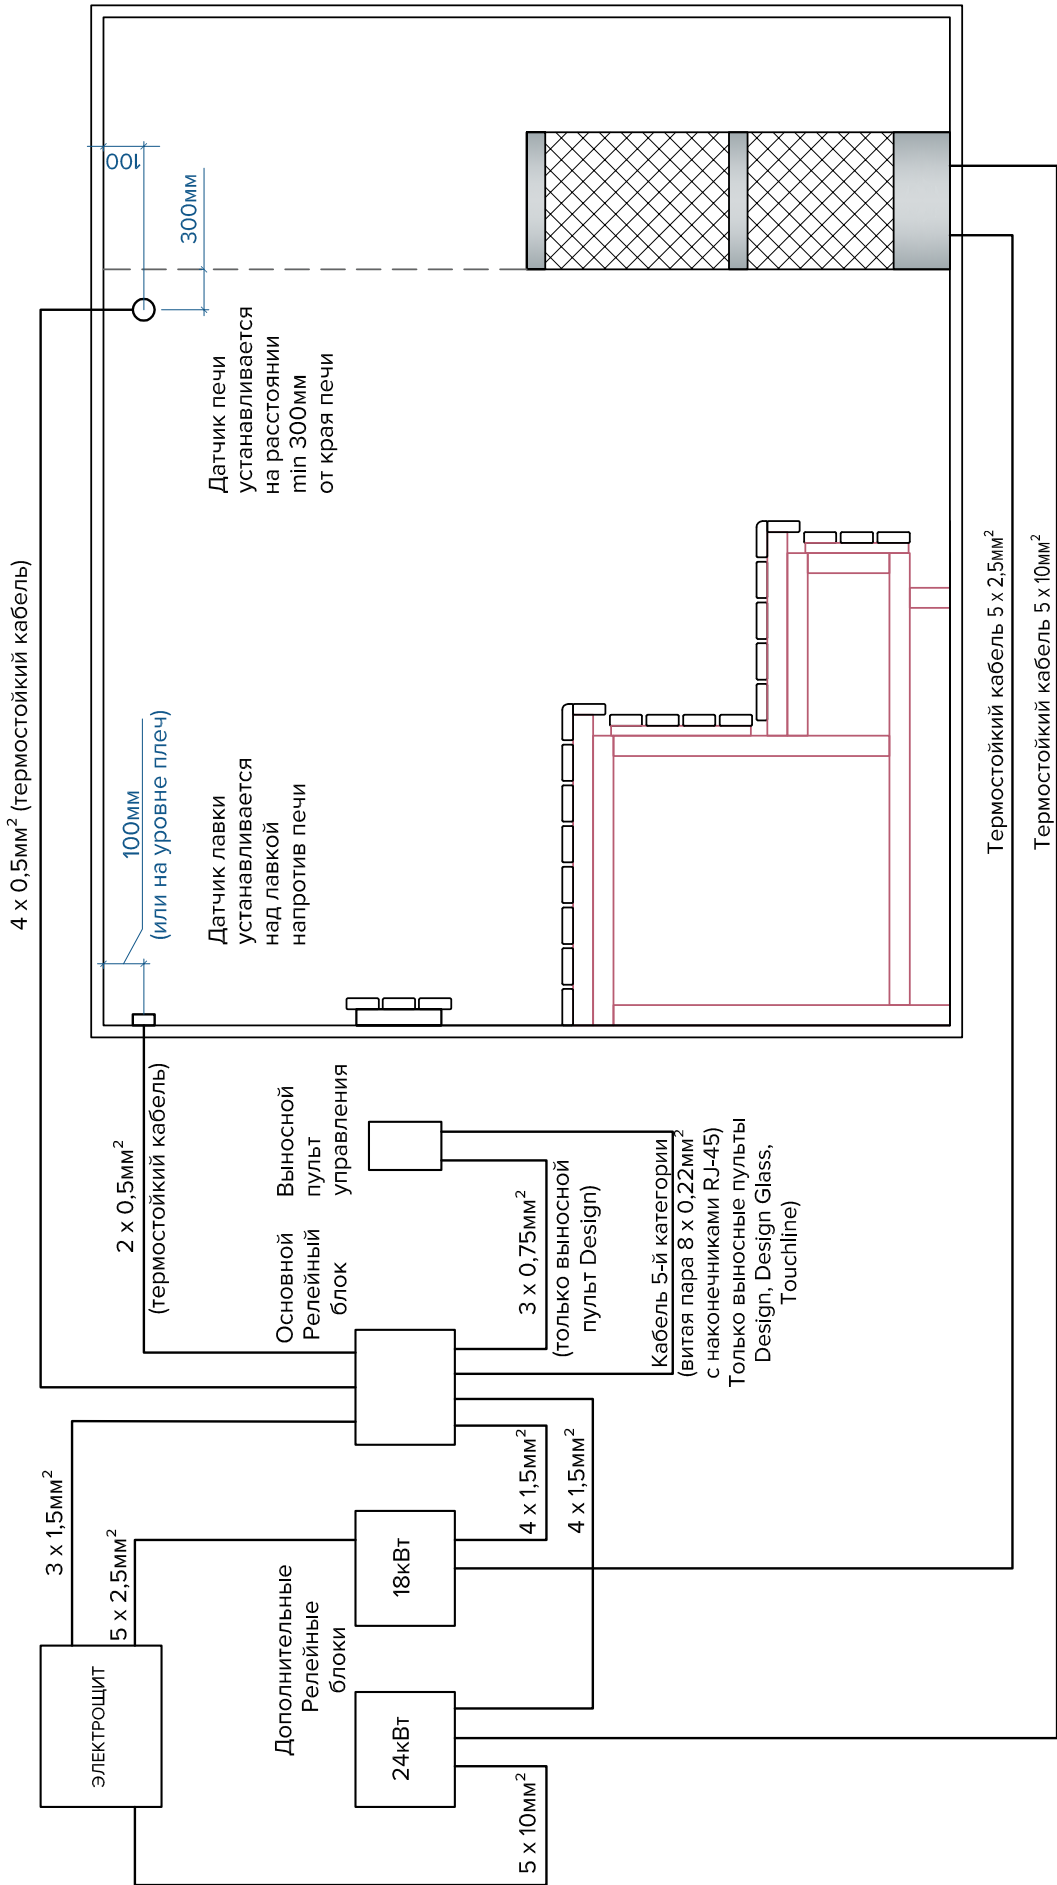 ЭЛЕКТРОЩИТ
3 x 1,5мм²
5 x 2,5мм²
5 x 10мм²
Дополнительные
Релейные
блоки
24кВт
18кВт
4 x 1,5мм²
4 x 1,5мм²
Основной
Релейный
блок
Выносной
пульт
управления
3 x 0,75мм²
(только выносной
пульт Design)
Кабель 5-й категории
(витая пара 8 x 0,22мм²
с наконечниками RJ-45)
Только выносные пульты
Design, Design Glass,
Touchline)
2 x 0,5мм²
(термостойкий кабель)
4 x 0,5мм² (термостойкий кабель)
100мм
(или на уровне плеч)
Датчик лавки
устанавливается
над лавкой
напротив печи
Датчик печи
устанавливается
на расстоянии
min 300мм
от края печи
300мм
100
Термостойкий кабель 5 x 2,5мм²
Термостойкий кабель 5 x 10мм²